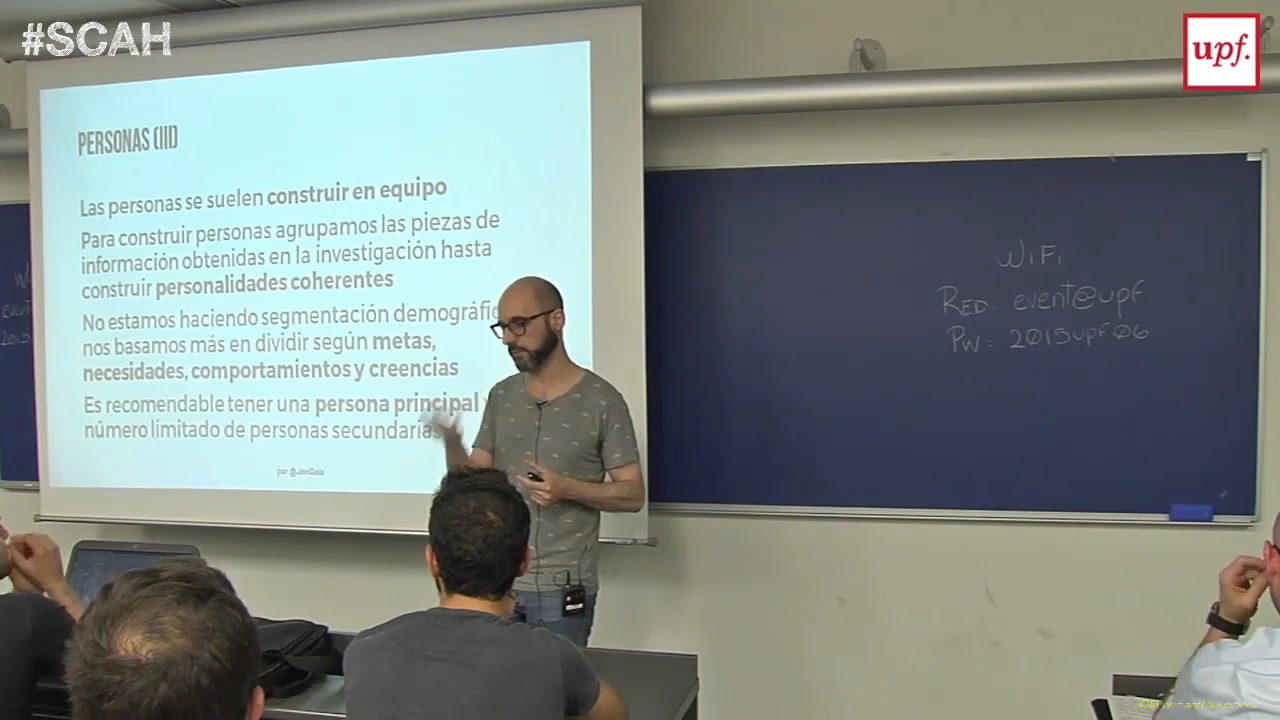 #SCAH
upf.
PERSONAS (III)
Las personas se suelen construir en equipo
Para construir personas agrupamos las piezas de
información obtenidas en la investigación hasta
construir personalidades coherentes
No estamos haciendo segmentación
nos basamos más en dividir según metas,
necesidades, comportamientos y creencias
Es recomendable tener una persona principal
número limitado de personas secundarias
por @JaviGala
WiFi
RED: event@upf
PW: 2015upf06